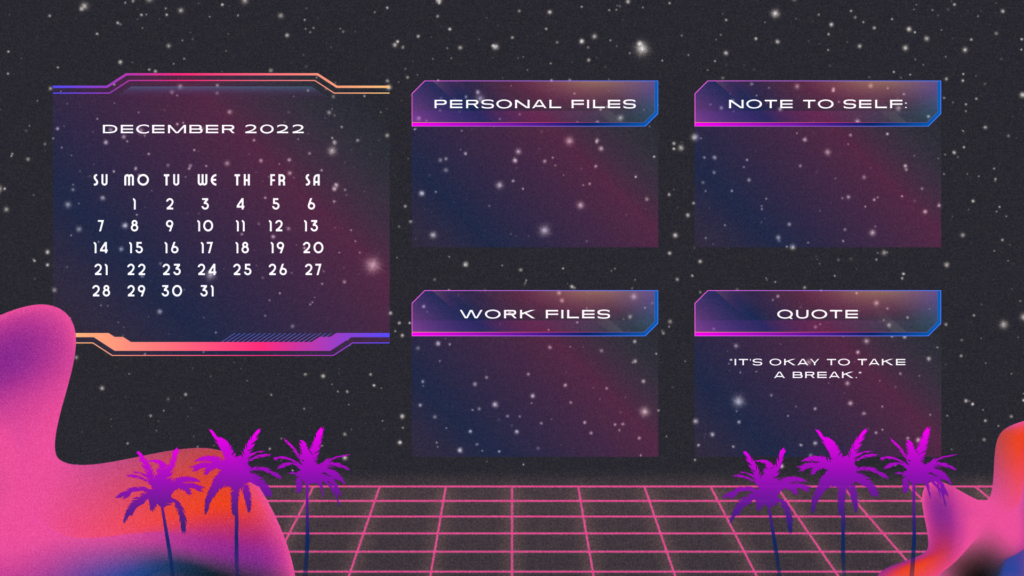 DECEMBER 2022
SU MO TU WE TH FR SA
1 2 3 4 5 6
7 8 9 10 11 12 13
14 15 16 17 18 19 20
21 22 23 24 25 26 27
28 29 30 31
PERSONAL FILES
NOTE TO SELF:
WORK FILES
QUOTE
"IT'S OKAY TO TAKE
A BREAK."